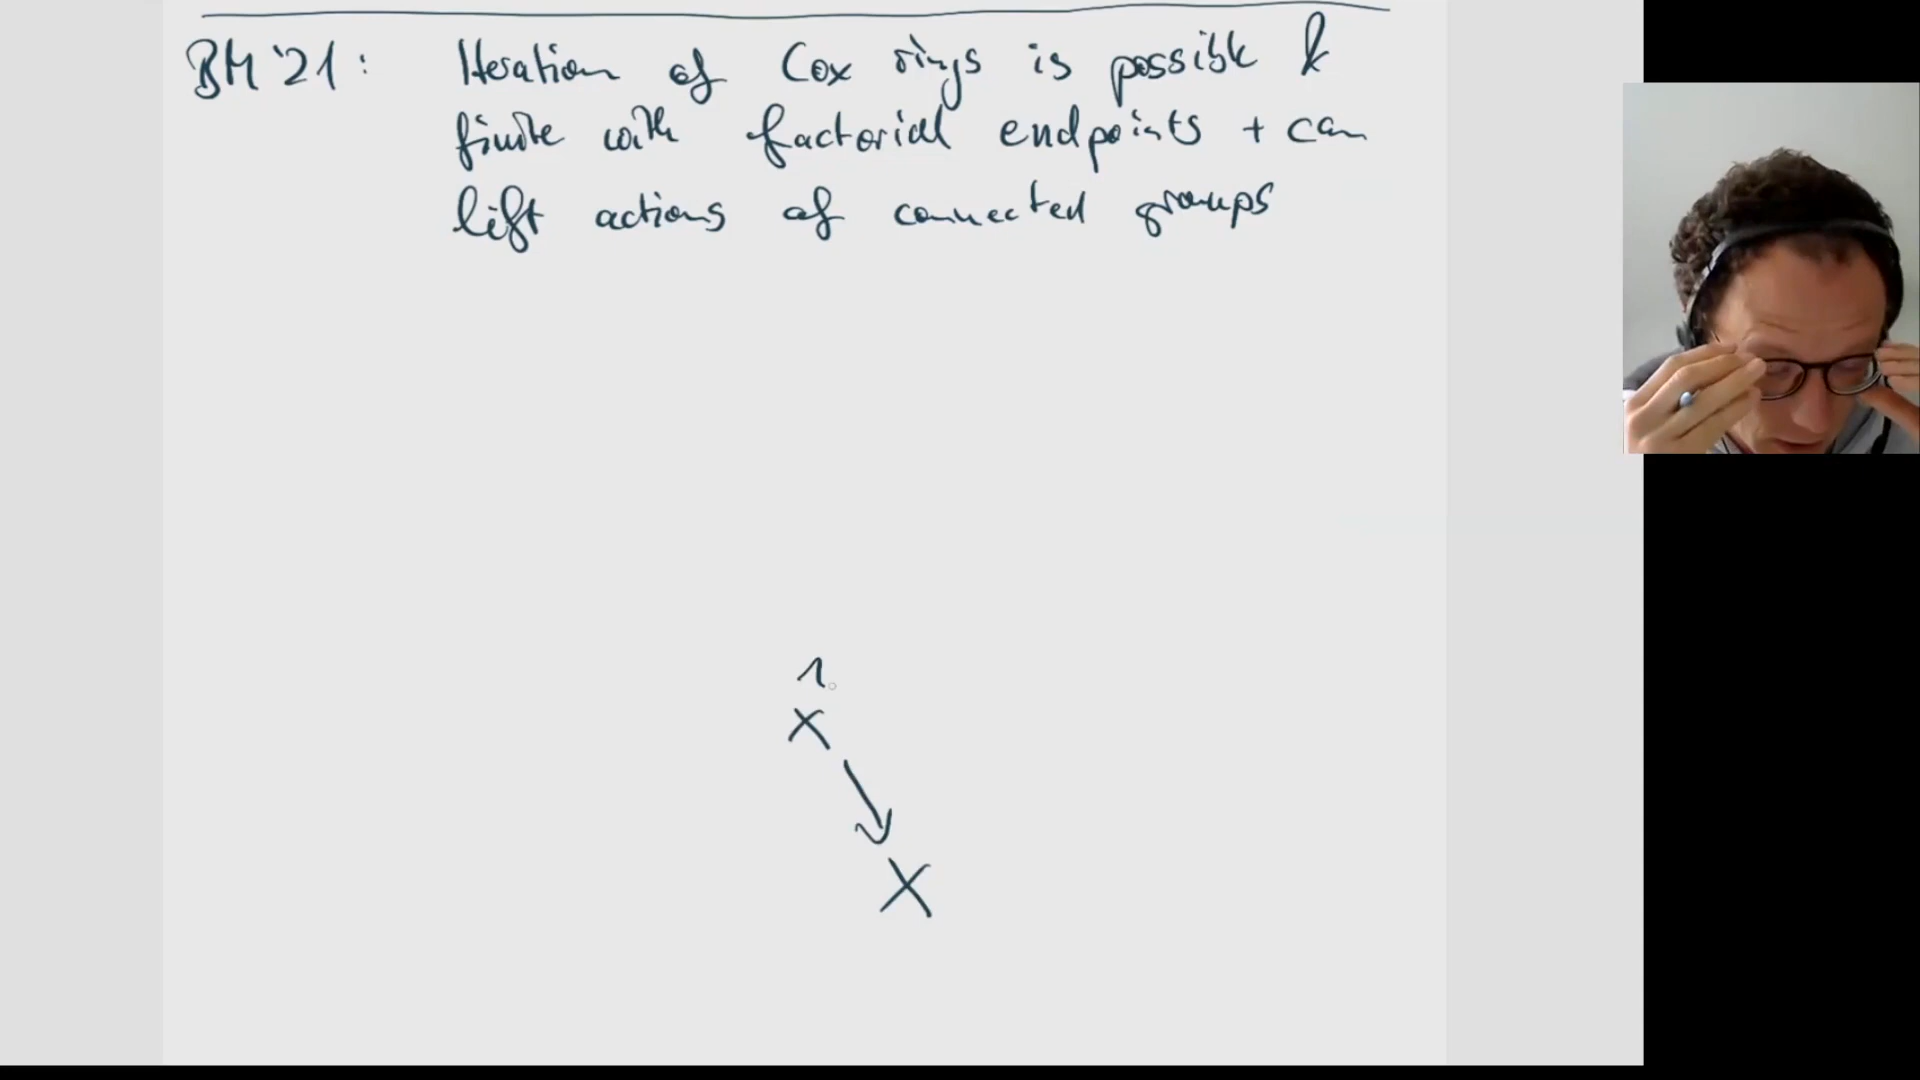 BM '21: Iteration of Cox rings is possible &
finite with factorial endpoints + can
lift actions of connected groups
1
X
X